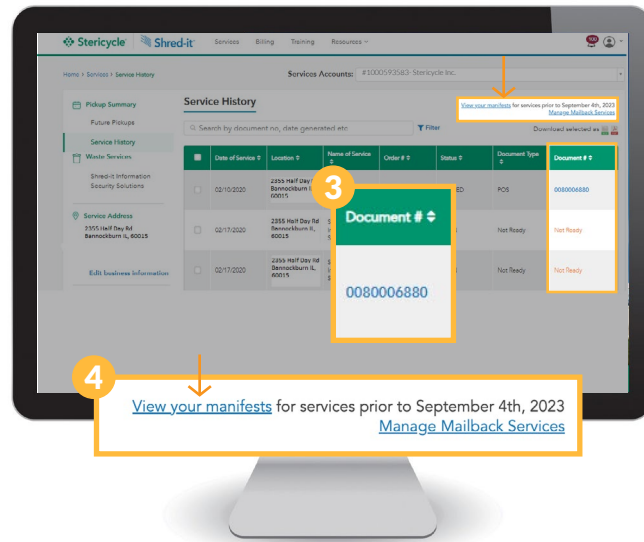 Stericycle® Shred-it® Services Billing Training Resources
100
Home > Services > Service History
Services Accounts: #1000593583- Stericycle Inc.
Pickup Summary
Future Pickups
Service History
Waste Services
Shred-it Information
Security Solutions
Service Address
2355 Half Day Rd
Bannockburn IL, 60015
Edit business information
Service History
View your manifests for services prior to September 4th, 2023
Manage Mailback Services
Search by document no, date generated etc
Filter
Download selected as
Date of Service Location Name of Service Order # Status Document Type Document #
02/10/2020
2355 Half Day
Bannockburn
60015
ED
POS
0080006880
02/17/2020
2355 Half Day Rd
Bannockburn IL,
60015
Not Ready
Not Ready
02/17/2020
2355 Half Day Rd
Bannockburn IL,
60015
Not Ready
Not Ready
3
Document #
0080006880
4
View your manifests for services prior to September 4th, 2023
Manage Mailback Services